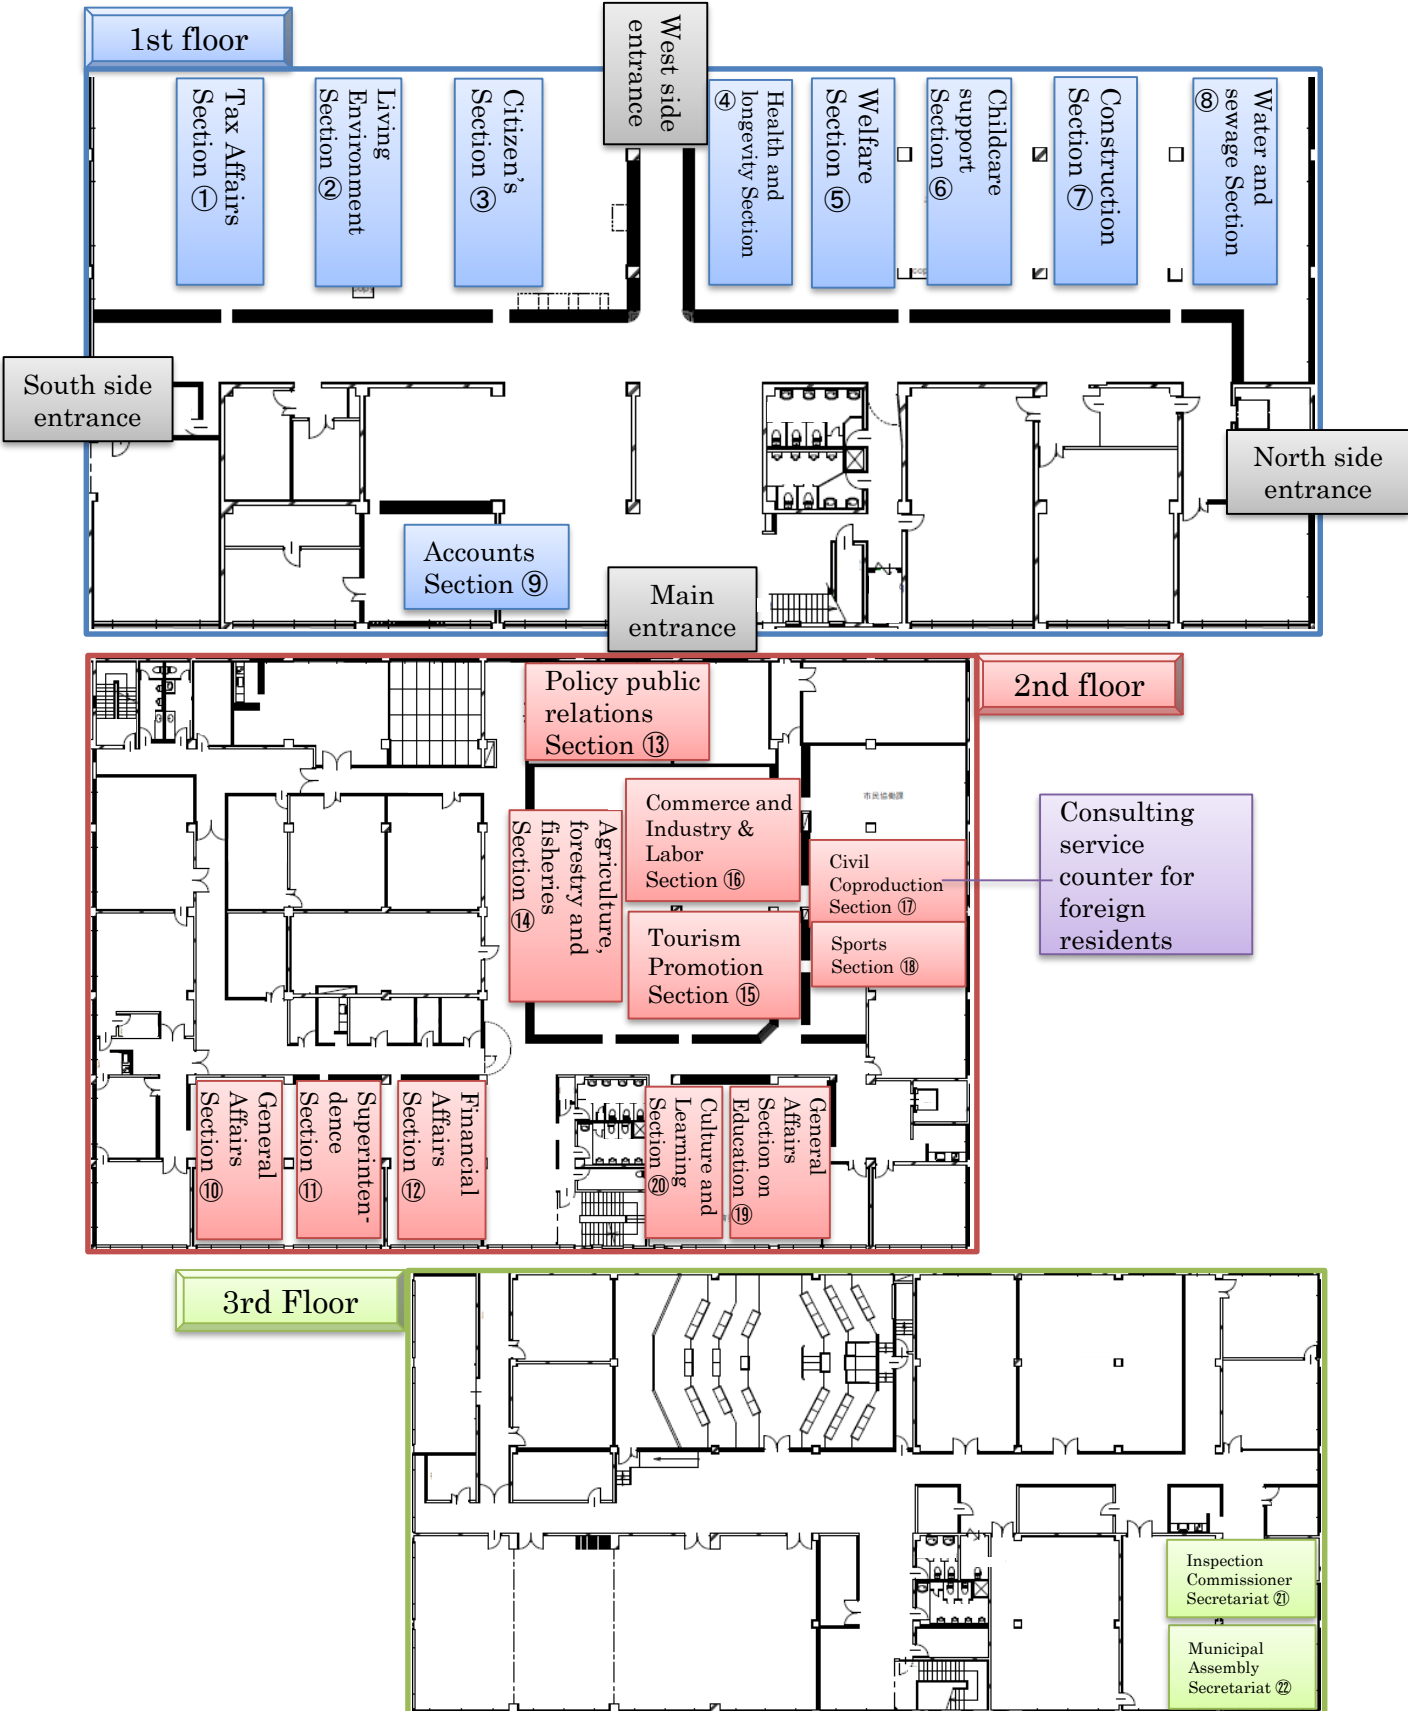 1st floor
West side
entrance
Tax Affairs
Section ①
Living
Environment
Section ②
Citizen's
Section ③
Health and
longevity Section
④
Welfare
Section ⑤
Childcare
support
Section ⑥
Construction
Section ⑦
Water and
sewage Section
⑧
South side
entrance
North side
entrance
Accounts
Section ⑨
Main
entrance
2nd floor
Policy public
relations
Section ⑬
市民協働課
Commerce and
Industry &
Labor
Section ⑯
Agriculture,
forestry and
fisheries
Section ⑭
Civil
Coproduction
Section ⑰
Consulting
service
counter for
foreign
residents
Tourism
Promotion
Section ⑮
Sports
Section ⑱
General
Affairs
Section ⑩
Superinten-
dence
Section ⑪
Financial
Affairs
Section ⑫
Culture and
Learning
Section ⑳
General
Affairs
Section on
Education ⑲
3rd Floor
Inspection
Commissioner
Secretariat ㉑
Municipal
Assembly
Secretariat ㉒